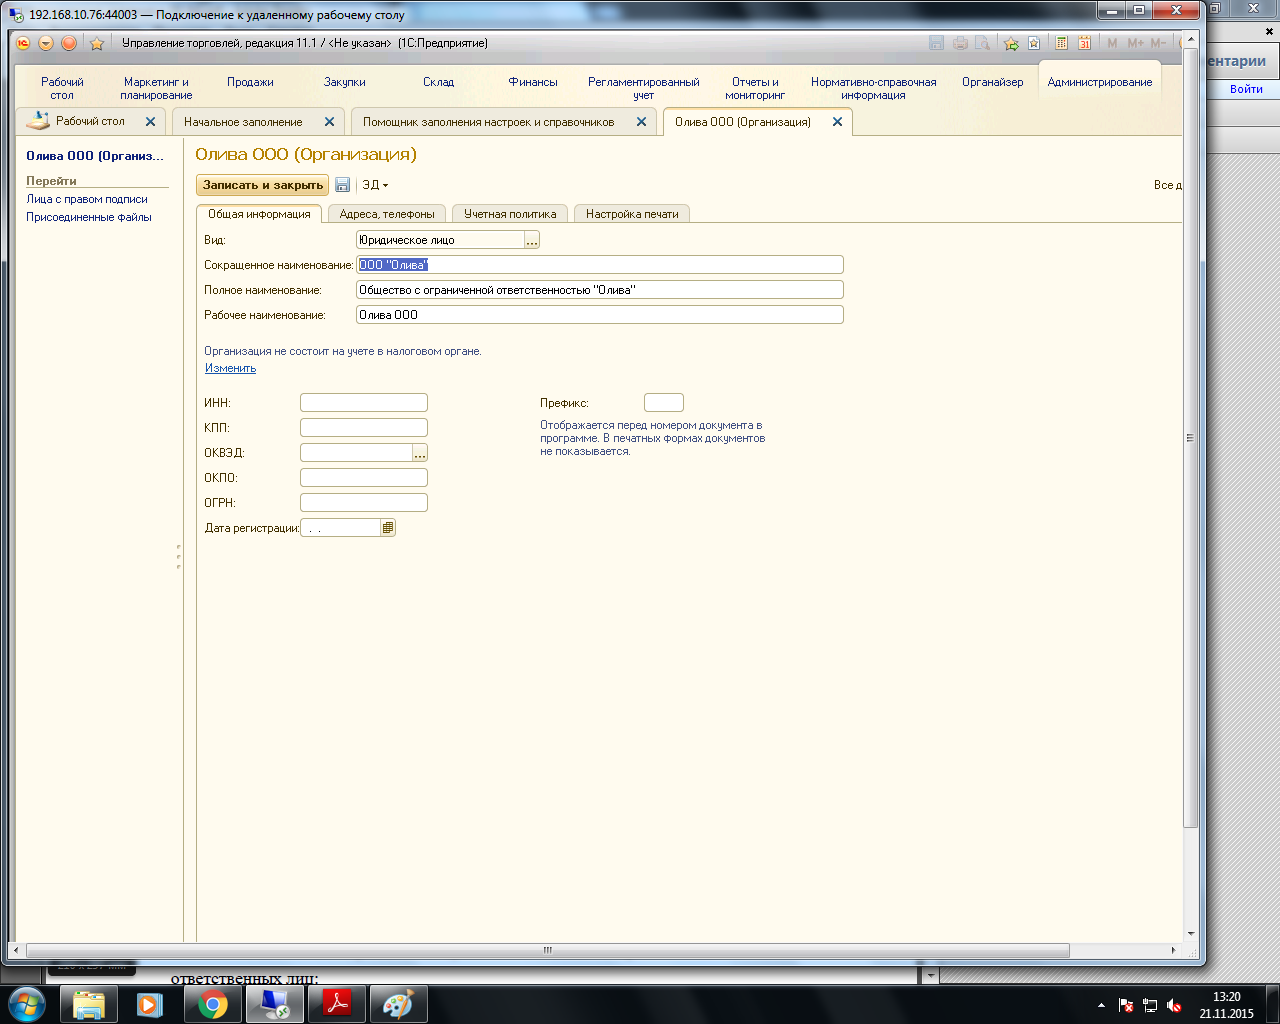 192.168.10.76:44003 — Подключение к удаленному рабочему столу
Управление торговлей, редакция 11.1 / <Не указан> (1С:Предприятие)
M M+ M-
ентарии
Войти
Рабочий стол
Маркетинг и планирование
Продажи
Закупки
Склад
Финансы
Регламентированный учет
Отчеты и мониторинг
Нормативно-справочная информация
Органайзер
Администрирование
Рабочий стол
Начальное заполнение
Помощник заполнения настроек и справочников
Олива ООО (Организация)
Олива ООО (Организ...
Перейти
Лица с правом подписи
Присоединенные файлы
Олива ООО (Организация)
Записать и закрыть
ЭД
Все д
Общая информация
Адреса, телефоны
Учетная политика
Настройка печати
Вид: Юридическое лицо ...
Сокращенное наименование: ООО "Олива"
Полное наименование: Общество с ограниченной ответственностью "Олива"
Рабочее наименование: Олива ООО
Организация не состоит на учете в налоговом органе.
Изменить
ИНН:
Префикс:
КПП:
Отображается перед номером документа в
программе. В печатных формах документов
не показывается.
ОКВЭД: ...
ОКПО:
ОГРН:
Дата регистрации: . .
ответственных лиц:
13:20
21.11.2015